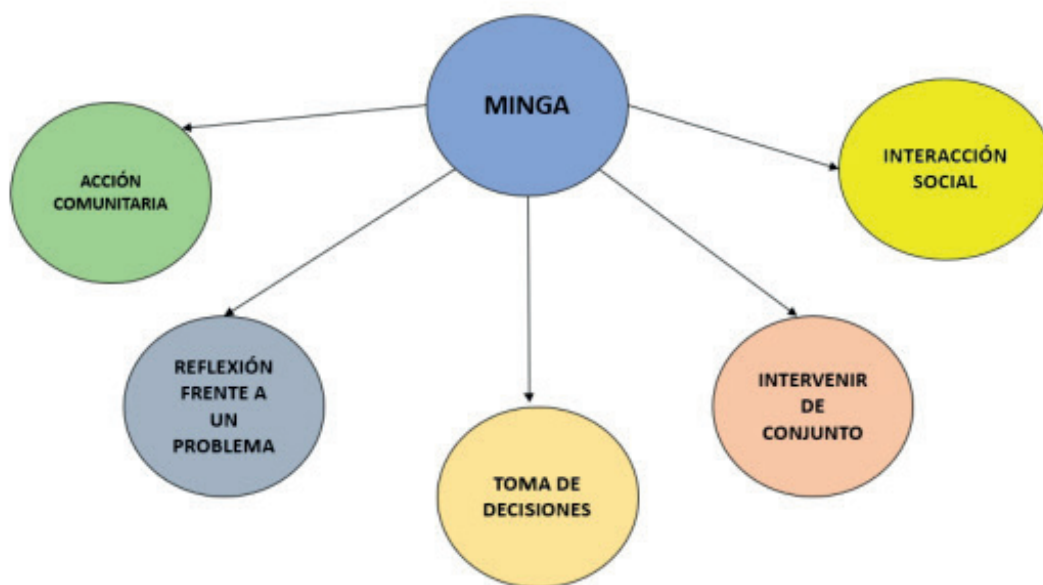 MINGA
ACCIÓN
COMUNITARIA
INTERACCIÓN
SOCIAL
REFLEXIÓN
FRENTE A
UN
PROBLEMA
TOMA DE
DECISIONES
INTERVENIR
DE
CONJUNTO